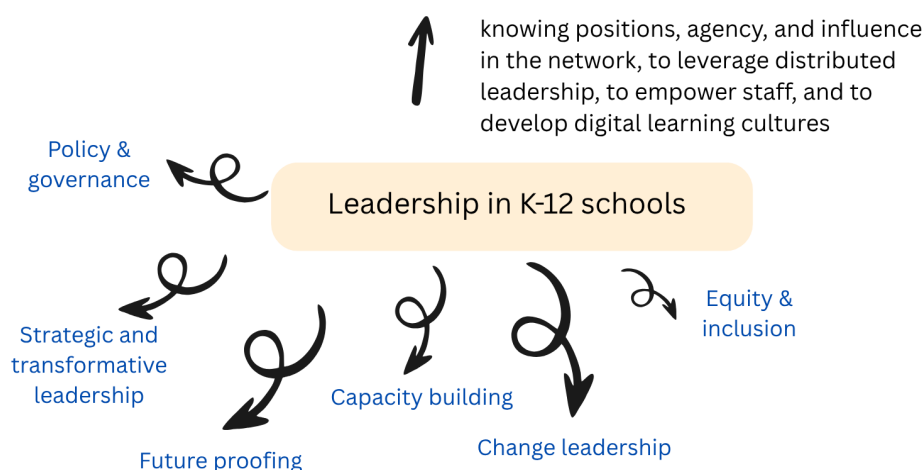 knowing positions, agency, and influence
in the network, to leverage distributed
leadership, to empower staff, and to
develop digital learning cultures
Policy &
governance
Leadership in K-12 schools
Equity &
inclusion
Strategic and
transformative
leadership
Capacity building
Change leadership
Future proofing